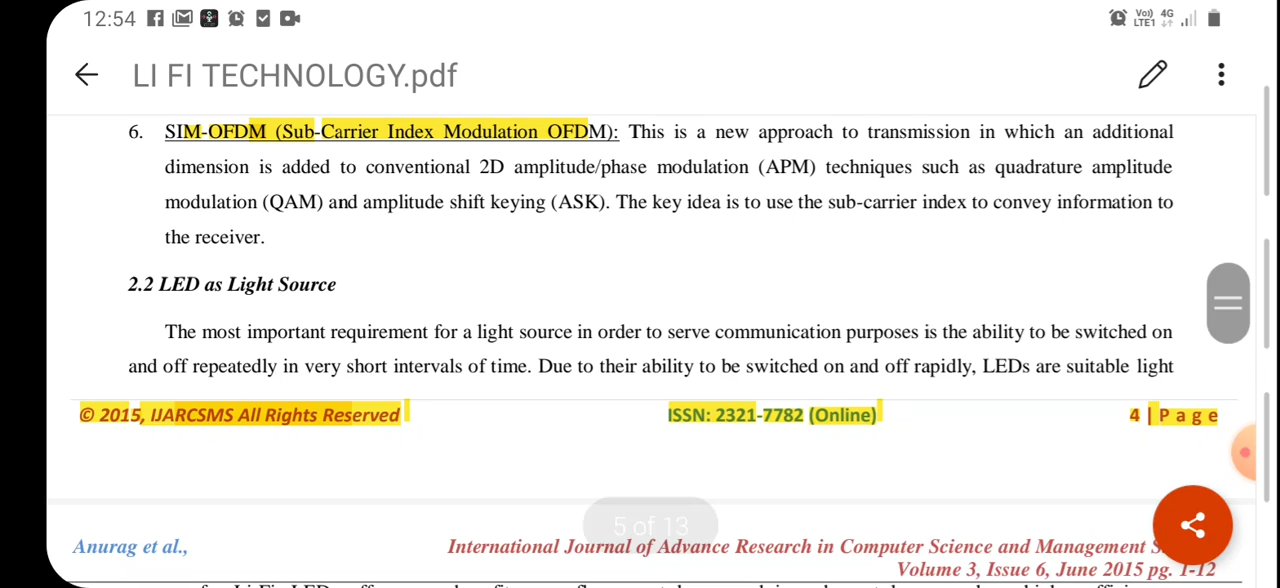 12:54
Vo)) 4G
LTE1
LI FI TECHNOLOGY.pdf
6. SIM-OFDM (Sub-Carrier Index Modulation OFDM): This is a new approach to transmission in which an additional
dimension is added to conventional 2D amplitude/phase modulation (APM) techniques such as quadrature amplitude
modulation (QAM) and amplitude shift keying (ASK). The key idea is to use the sub-carrier index to convey information to
the receiver.
2.2 LED as Light Source
The most important requirement for a light source in order to serve communication purposes is the ability to be switched on
and off repeatedly in very short intervals of time. Due to their ability to be switched on and off rapidly, LEDs are suitable light
© 2015, IJARCSMS All Rights Reserved ISSN: 2321-7782 (Online) 4 | P a g e
5 of 13
Anurag et al., International Journal of Advance Research in Computer Science and Management
Volume 3, Issue 6, June 2015 pg. 1-12